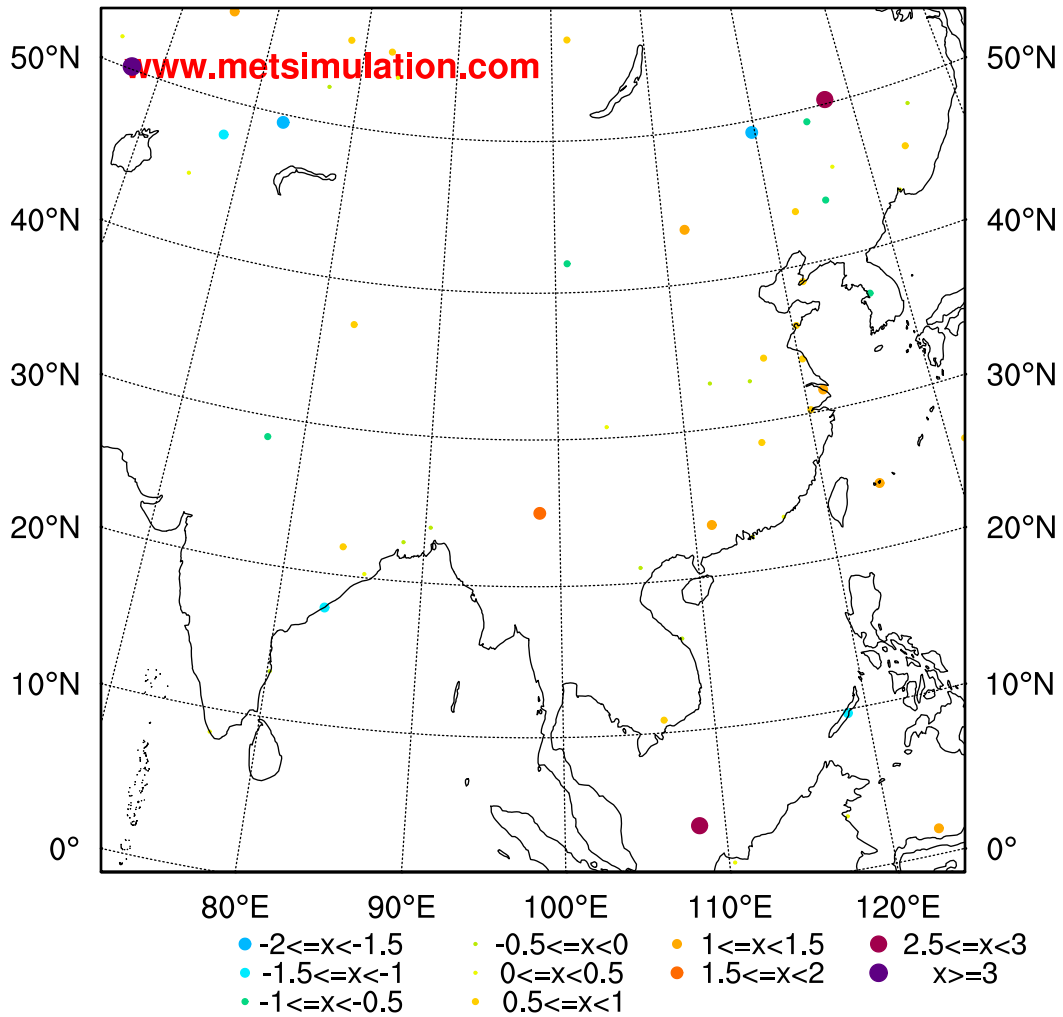 50°N 50°N
www.metsimulation.com
40°N 40°N
30°N 30°N
20°N 20°N
10°N 10°N
0° 0°
80°E 90°E 100°E 110°E 120°E
-2<=x<-1.5 -0.5<=x<0 1<=x<1.5 2.5<=x<3
-1.5<=x<-1 0<=x<0.5 1.5<=x<2 x>=3
-1<=x<-0.5 0.5<=x<1